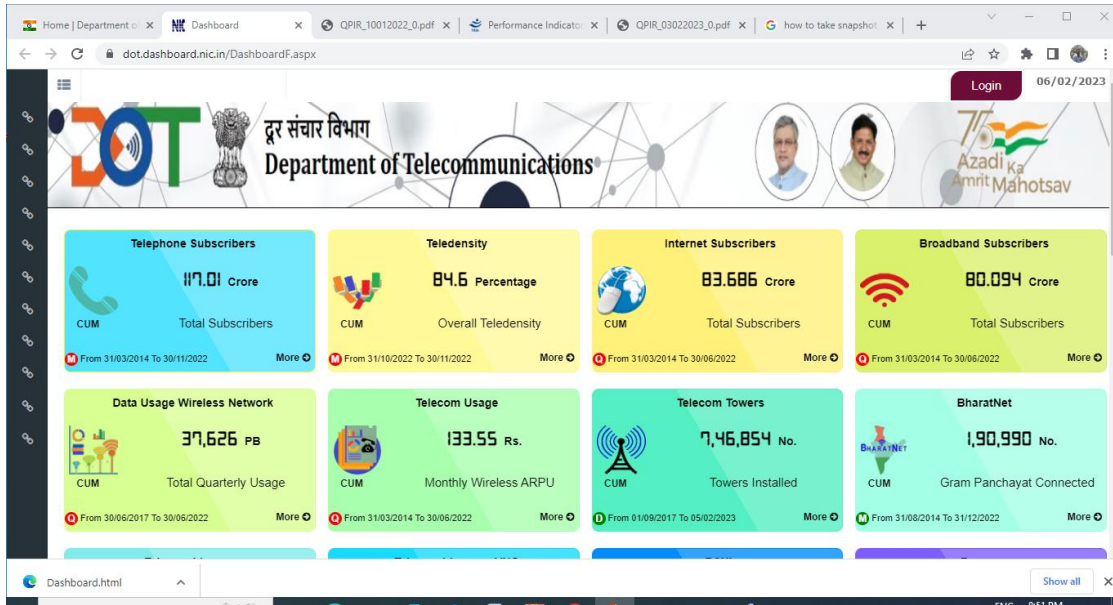 Home | Department o
Dashboard
QPIR_10012022_0.pdf
Performance Indicator
QPIR_03022023_0.pdf
how to take snapshot
dot.dashboard.nic.in/DashboardF.aspx
Login
06/02/2023
DOT
दूर संचार विभाग
Department of Telecommunications
75
Azadi Ka
Amrit Mahotsav
Telephone Subscribers
117.01 Crore
CUM Total Subscribers
M From 31/03/2014 To 30/11/2022 More
Teledensity
84.6 Percentage
CUM Overall Teledensity
M From 31/10/2022 To 30/11/2022 More
Internet Subscribers
83.686 Crore
CUM Total Subscribers
Q From 31/03/2014 To 30/06/2022 More
Broadband Subscribers
80.094 Crore
CUM Total Subscribers
Q From 31/03/2014 To 30/06/2022 More
Data Usage Wireless Network
37,626 PB
CUM Total Quarterly Usage
Q From 30/06/2017 To 30/06/2022 More
Telecom Usage
133.55 Rs.
CUM Monthly Wireless ARPU
Q From 31/03/2014 To 30/06/2022 More
Telecom Towers
7,46,854 No.
CUM Towers Installed
D From 01/09/2017 To 05/02/2023 More
BharatNet
BHARATNET
1,90,990 No.
CUM Gram Panchayat Connected
M From 31/08/2014 To 31/12/2022 More
Dashboard.html
Show all
ENG 9:51 PM